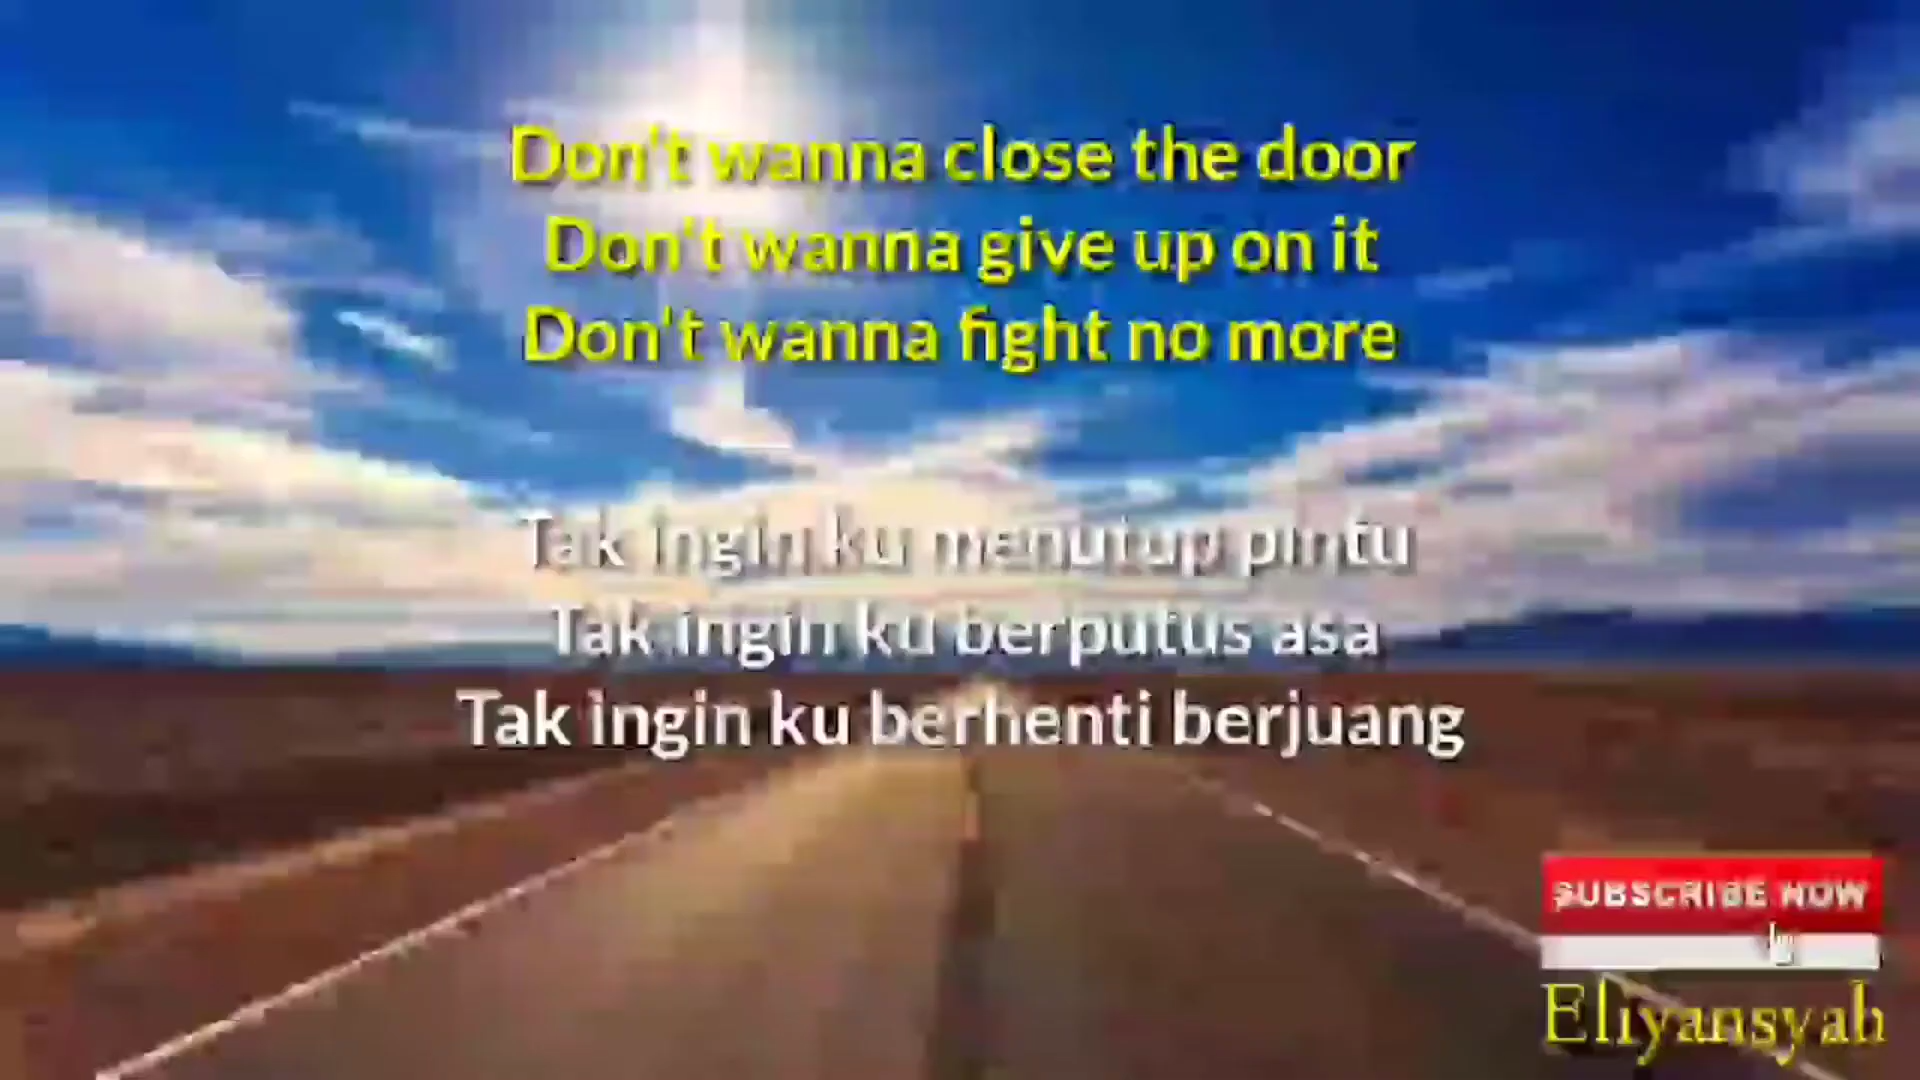 Don't wanna close the door
Don't wanna give up on it
Don't wanna fight no more
Tak ingin ku menutup pintu
Tak ingin ku berputus asa
Tak ingin ku berhenti berjuang
SUBSCRIBE NOW
Eliyansyah